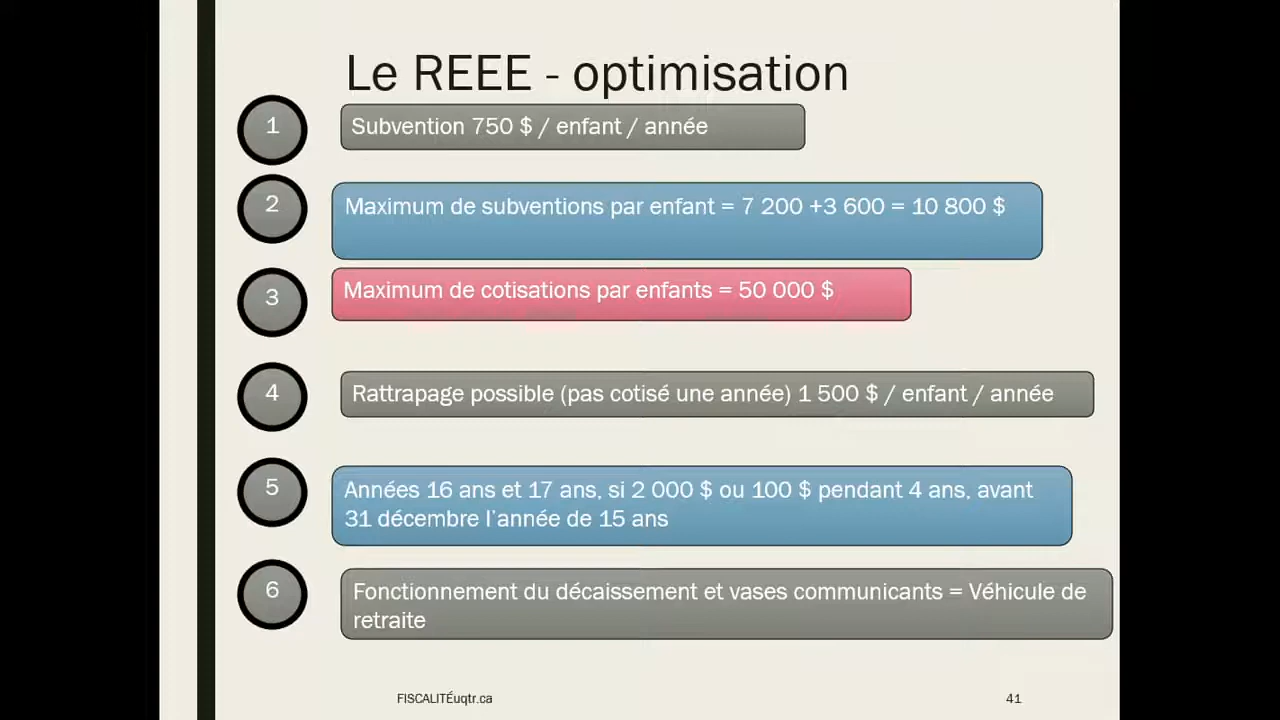 Le REEE - optimisation
1
Subvention 750 $ / enfant / année
2
Maximum de subventions par enfant = 7 200 +3 600 = 10 800 $
3
Maximum de cotisations par enfants = 50 000 $
4
Rattrapage possible (pas cotisé une année) 1 500 $ / enfant / année
5
Années 16 ans et 17 ans, si 2 000 $ ou 100 $ pendant 4 ans, avant
31 décembre l'année de 15 ans
6
Fonctionnement du décaissement et vases communicants = Véhicule de
retraite
FISCALITÉuqtr.ca
41